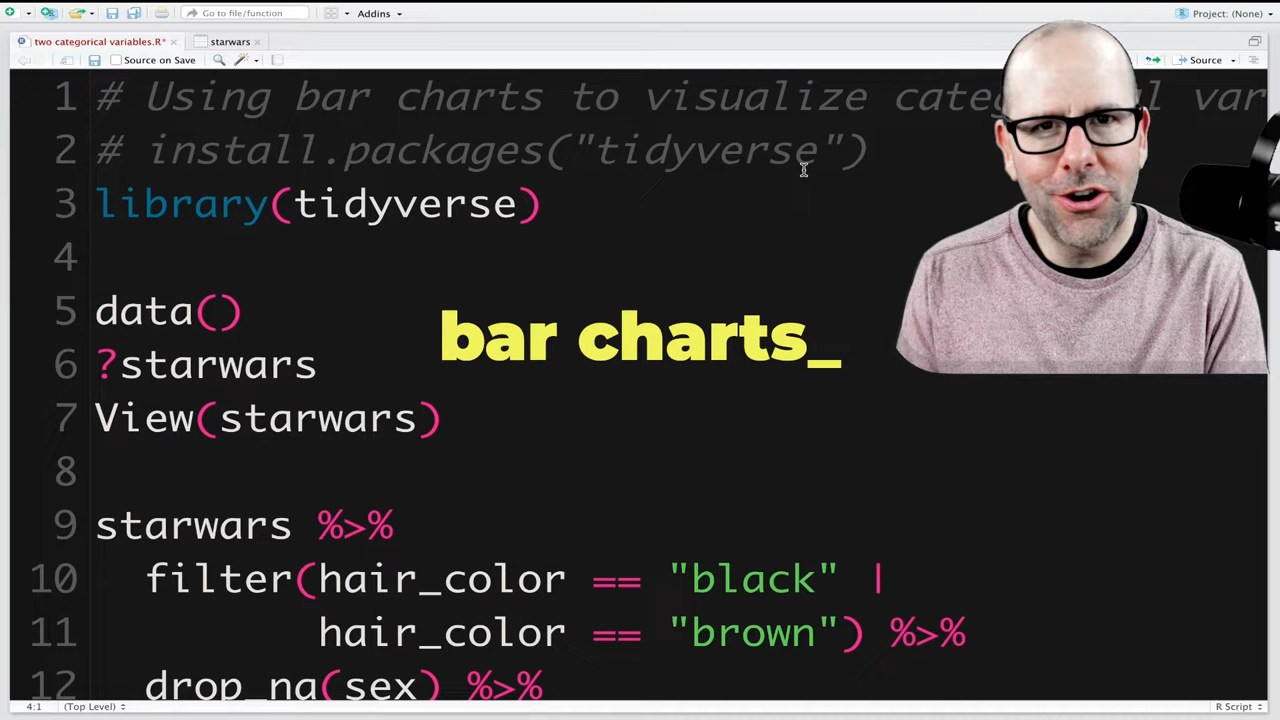 Go to file/function
Addins
Project: (None)
two categorical variables.R*
starwars
Source on Save
Source
1 # Using bar charts to visualize var
2 # install.packages("tidyverse")
3 library(tidyverse)
4
5 data()
6 ?starwars
7 View(starwars)
8
9 starwars %>%
10 filter(hair_color == "black" |
11 hair_color == "brown") %>%
12 drop_na(sex) %>%
bar charts_
4:1
(Top Level)
R Script